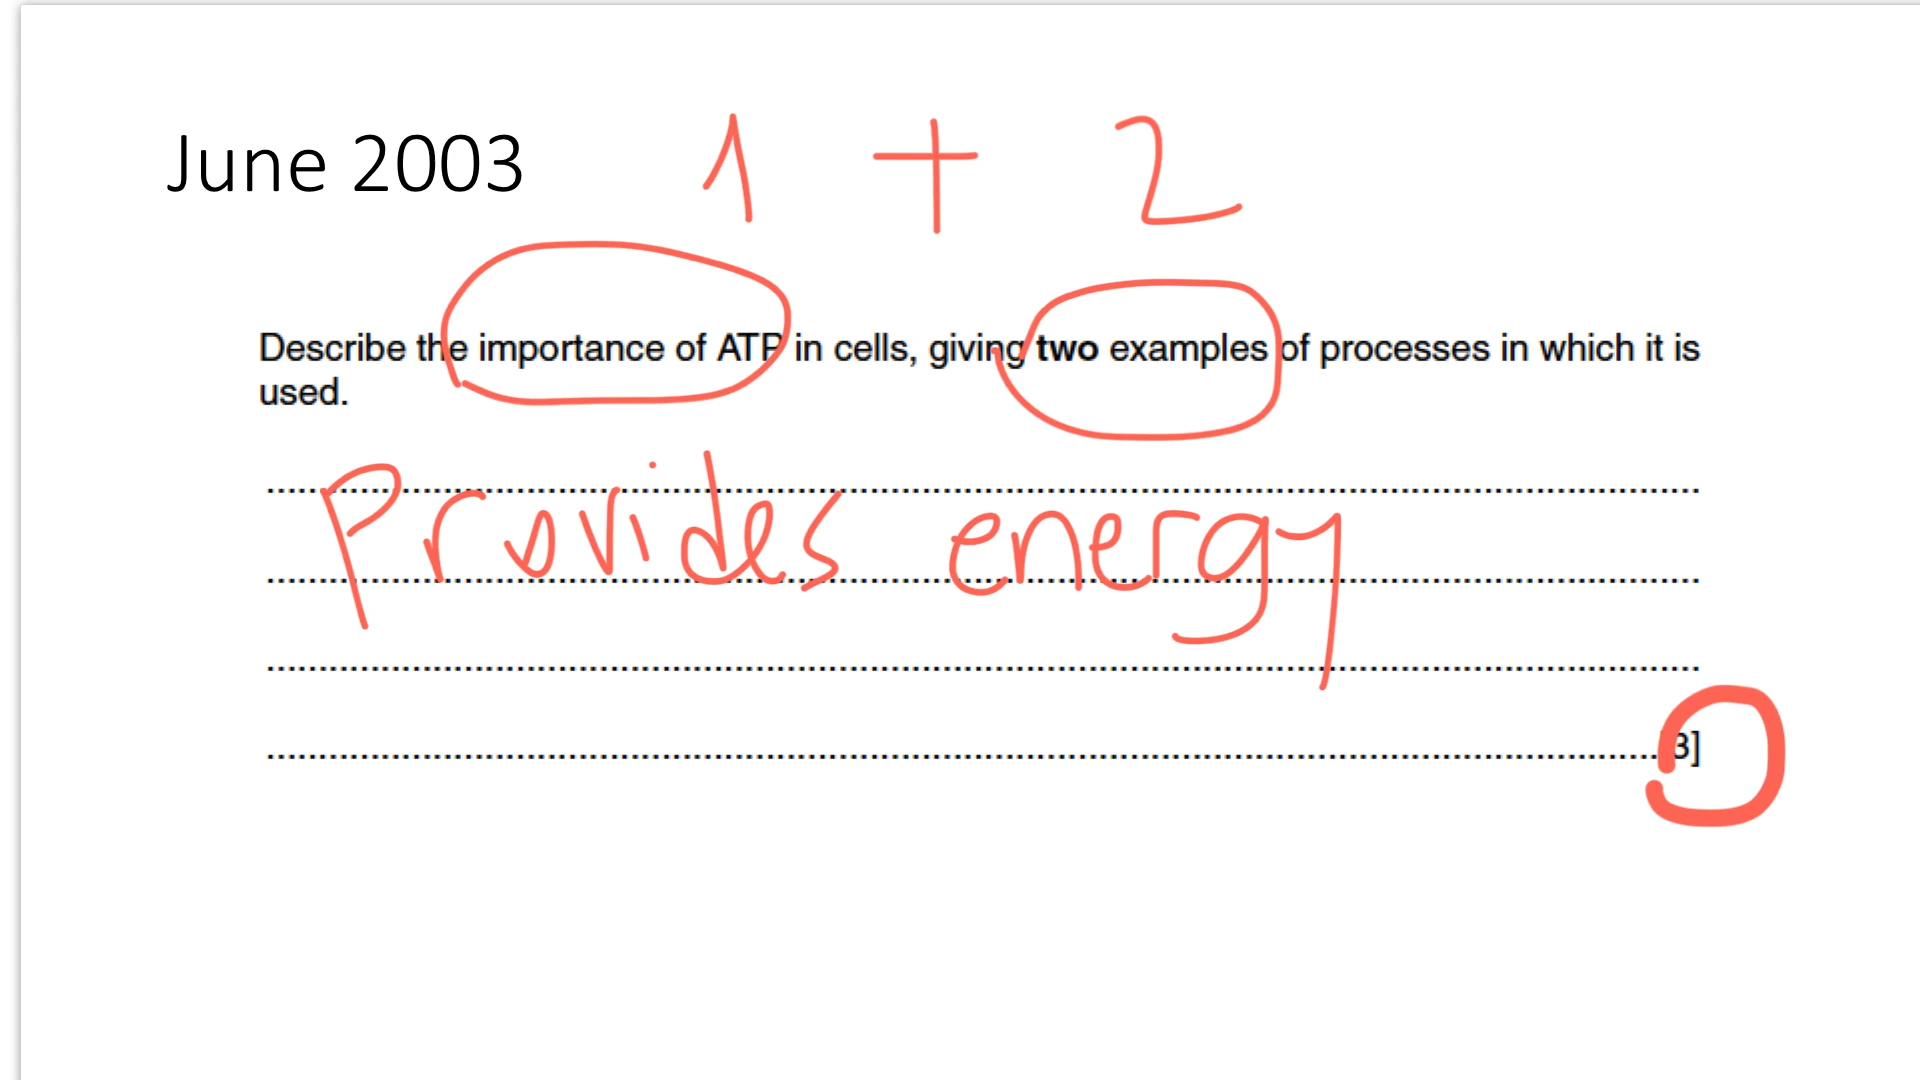 June 2003
1 + 2
Describe the importance of ATP in cells, giving two examples of processes in which it is
used.
Provides energy
3]